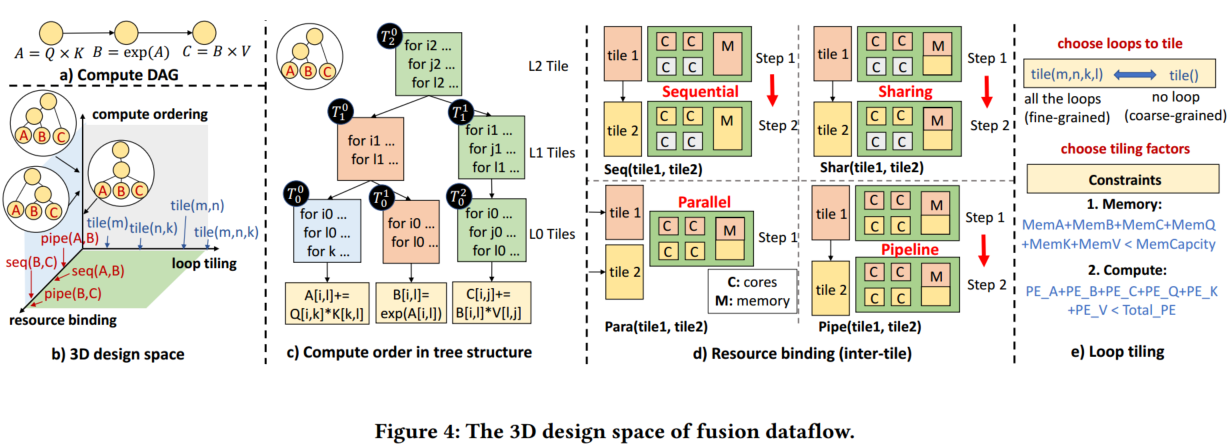 A = Q × K B = exp(A) C = B × V
a) Compute DAG
compute ordering
A B C
A B C
A B C
pipe(A,B)
seq(B,C)
seq(A,B)
pipe(B,C)
tile(m)
tile(n,k)
tile(m,n)
tile(m,n,k)
loop tiling
resource binding
b) 3D design space
A B C
T_2^0
for i2 ...
for j2 ...
for l2 ...
L2 Tile
T_1^0
for i1 ...
for l1 ...
T_1^1
for i1 ...
for j1 ...
for l1 ...
L1 Tiles
T_0^0
for i0 ...
for l0 ...
for k ...
T_0^1
for i0 ...
for l0 ...
T_0^2
for i0 ...
for j0 ...
for l0 ...
L0 Tiles
A[i,l]+=
Q[i,k]*K[k,l]
B[i,l]=
exp(A[i,l])
C[i,j]+=
B[i,l]*V[l,j]
c) Compute order in tree structure
tile 1
C C M
C C
Step 1
Sequential
tile 2
C C M
C C
Step 2
Seq(tile1, tile2)
tile 1
C C M
C C
Step 1
Sharing
tile 2
C C M
C C
Step 2
Shar(tile1, tile2)
Parallel
tile 1
tile 2
C C M
C C
Step 1
C: cores
M: memory
Para(tile1, tile2)
tile 1
C C M
C C
Step 1
Pipeline
tile 2
C C M
C C
Step 2
Pipe(tile1, tile2)
d) Resource binding (inter-tile)
choose loops to tile
tile(m,n,k,l) tile()
all the loops
(fine-grained)
no loop
(coarse-grained)
choose tiling factors
Constraints
1. Memory:
MemA+MemB+MemC+MemQ
+MemK+MemV < MemCapcity
2. Compute:
PE_A+PE_B+PE_C+PE_Q+PE_K
+PE_V < Total_PE
e) Loop tiling
Figure 4: The 3D design space of fusion dataflow.